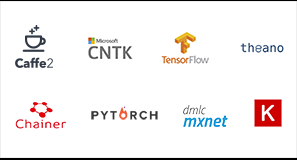 Microsoft
CNTK
Caffe2
TensorFlow
theano
Chainer
PYTORCH
dmlc
mxnet
K